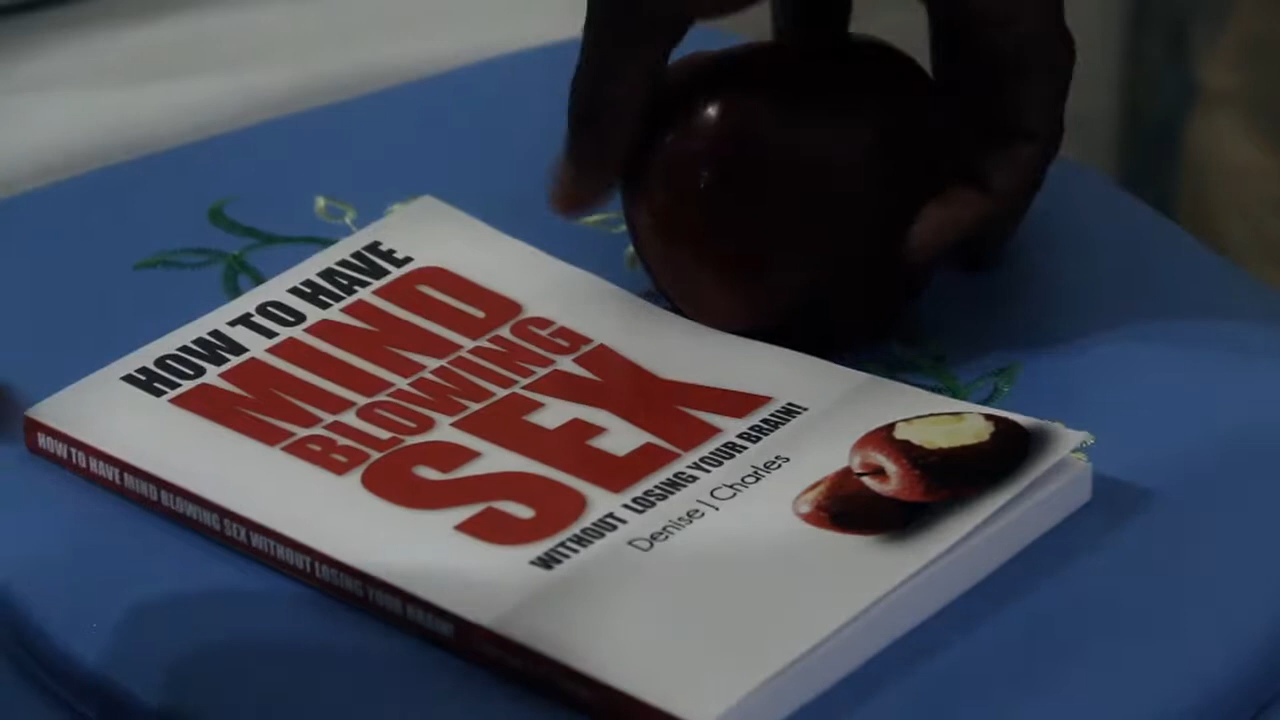 HOW TO HAVE
MIND
BLOWING
SEX
WITHOUT LOSING YOUR BRAIN!
Denise J Charles
HOW TO HAVE MIND BLOWING SEX WITHOUT LOSING YOUR BRAIN!